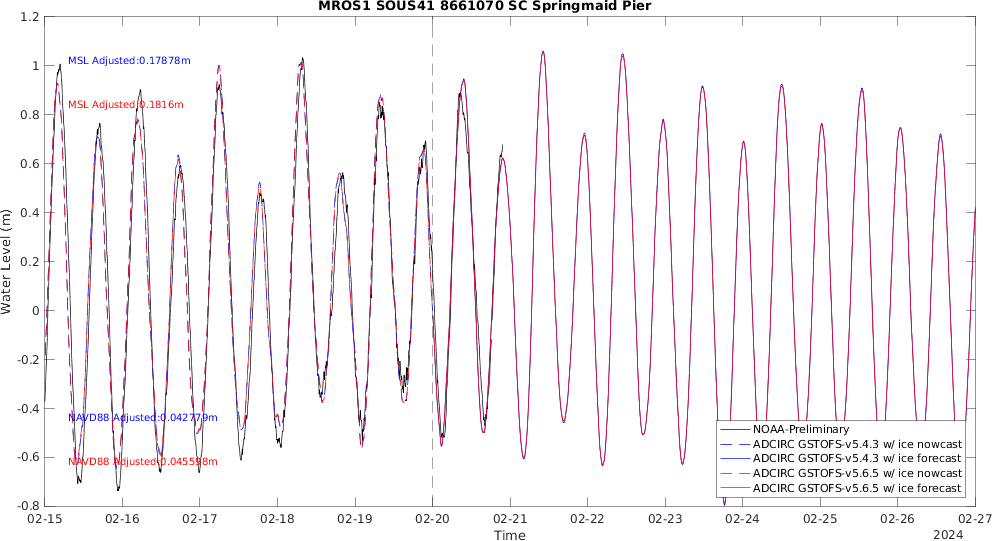 MROS1 SOUS41 8661070 SC Springmaid Pier
Water Level (m)
1.2
1
0.8
0.6
0.4
0.2
0
-0.2
-0.4
-0.6
-0.8
MSL Adjusted:0.17878m
MSL Adjusted:0.1816m
NAVD88 Adjusted:0.042779m
NAVD88 Adjusted:0.045598m
NOAA-Preliminary
ADCIRC GSTOFS-v5.4.3 w/ ice nowcast
ADCIRC GSTOFS-v5.4.3 w/ ice forecast
ADCIRC GSTOFS-v5.6.5 w/ ice nowcast
ADCIRC GSTOFS-v5.6.5 w/ ice forecast
02-15 02-16 02-17 02-18 02-19 02-20 02-21 02-22 02-23 02-24 02-25 02-26 02-27
Time
2024